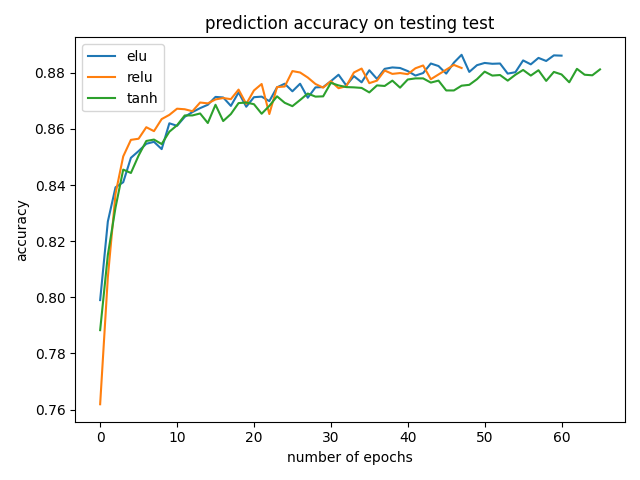 prediction accuracy on testing test
elu
relu
tanh
accuracy
0.88
0.86
0.84
0.82
0.80
0.78
0.76
0 10 20 30 40 50 60
number of epochs